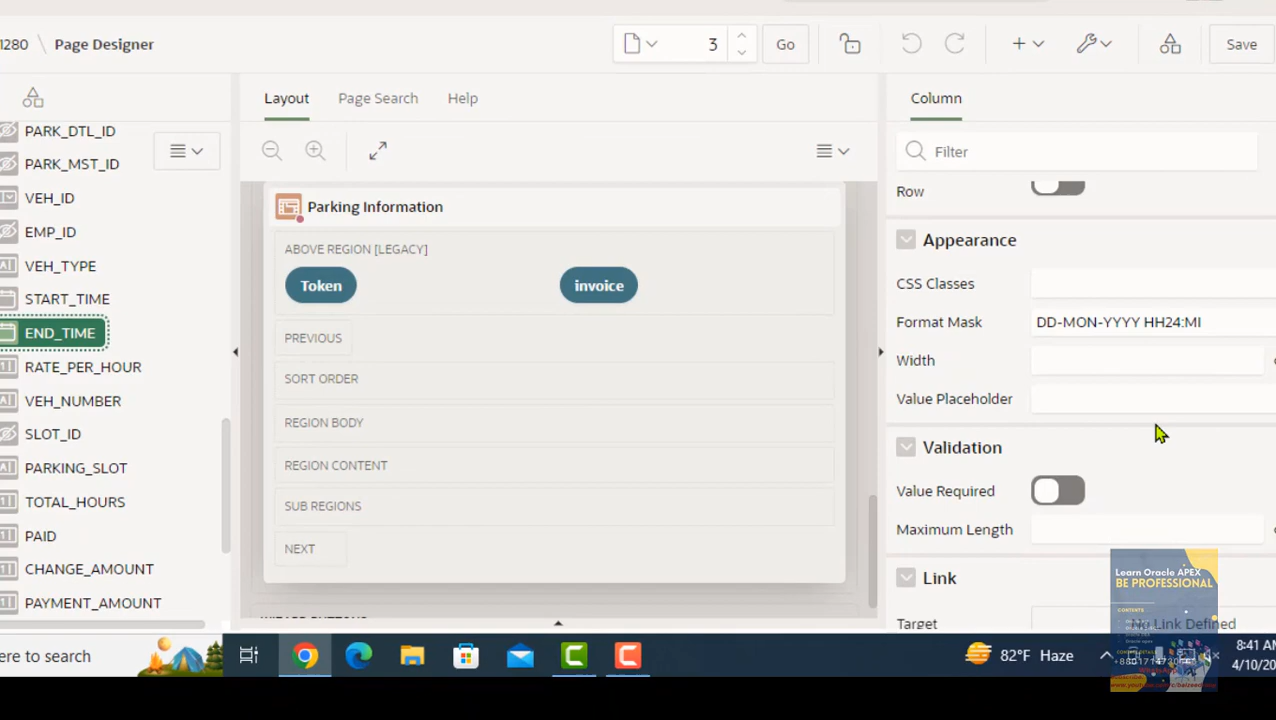 1280 \ Page Designer
3
Go
Save
Layout
Page Search
Help
Column
Filter
PARK_DTL_ID
PARK_MST_ID
VEH_ID
EMP_ID
VEH_TYPE
START_TIME
END_TIME
RATE_PER_HOUR
VEH_NUMBER
SLOT_ID
PARKING_SLOT
TOTAL_HOURS
PAID
CHANGE_AMOUNT
PAYMENT_AMOUNT
Parking Information
ABOVE REGION [LEGACY]
Token
invoice
PREVIOUS
SORT ORDER
REGION BODY
REGION CONTENT
SUB REGIONS
NEXT
Row
Appearance
CSS Classes
Format Mask
DD-MON-YYYY HH24:MI
Width
Value Placeholder
Validation
Value Required
Maximum Length
Link
Target
No Link Defined
Learn Oracle APEX
BE PROFESSIONAL
CONTENTS
ere to search
82°F Haze
8:41 AM
4/10/20